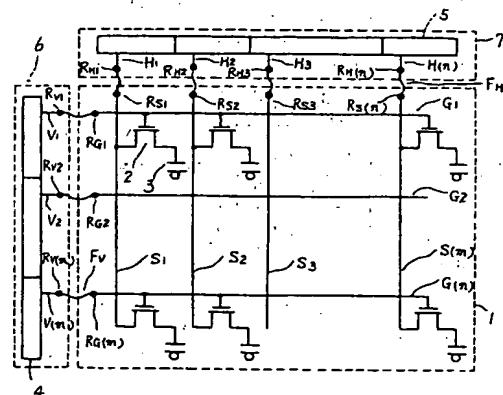 5
7
6
H1 H2 H3 H(n)
RH1 RH2 RH3 RH(n)
FH
RS1 RS2 RS3 RS(n)
G1
RV1
V1
RG1
2
3
RV2
V2
RG2
G2
S1 S2 S3 S(m)
RV(n)
FV
V(n)
RG(m)
G(n)
1
4